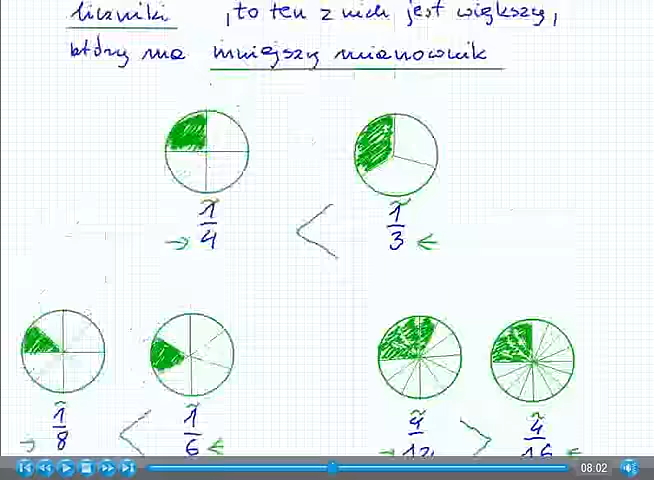 liczniki , to ten z nich jest większy,
który ma mniejszy mianownik
1/4 < 1/3
1/8 < 1/6 4/12 > 4/16
08:02